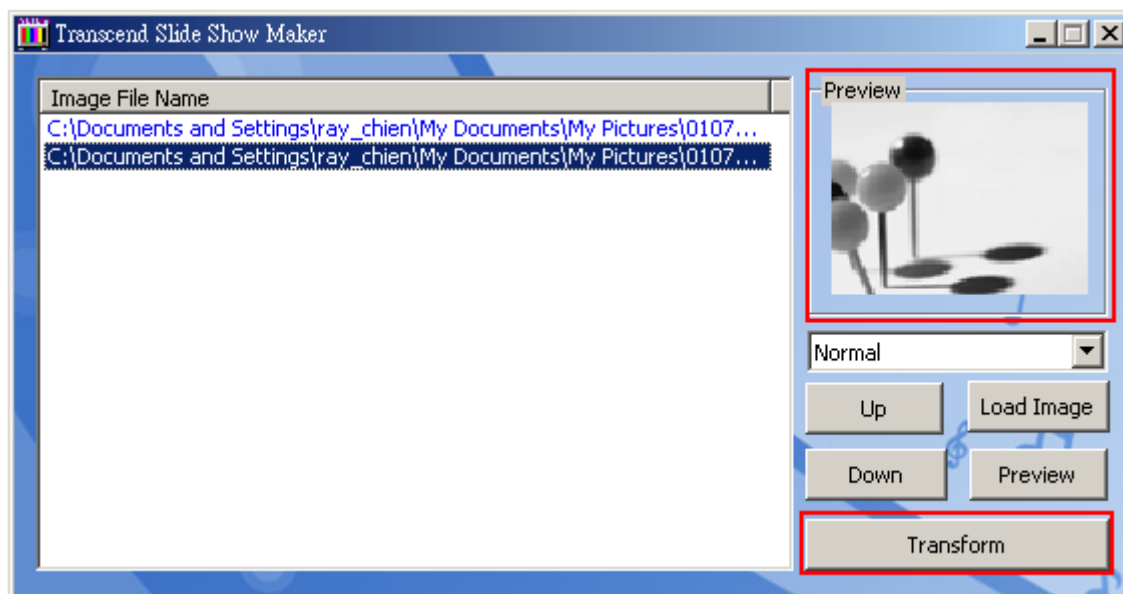 Transcend Slide Show Maker
Image File Name
C:\Documents and Settings\ray_chien\My Documents\My Pictures\0107...
C:\Documents and Settings\ray_chien\My Documents\My Pictures\0107...
Preview
Normal
Up
Load Image
Down
Preview
Transform